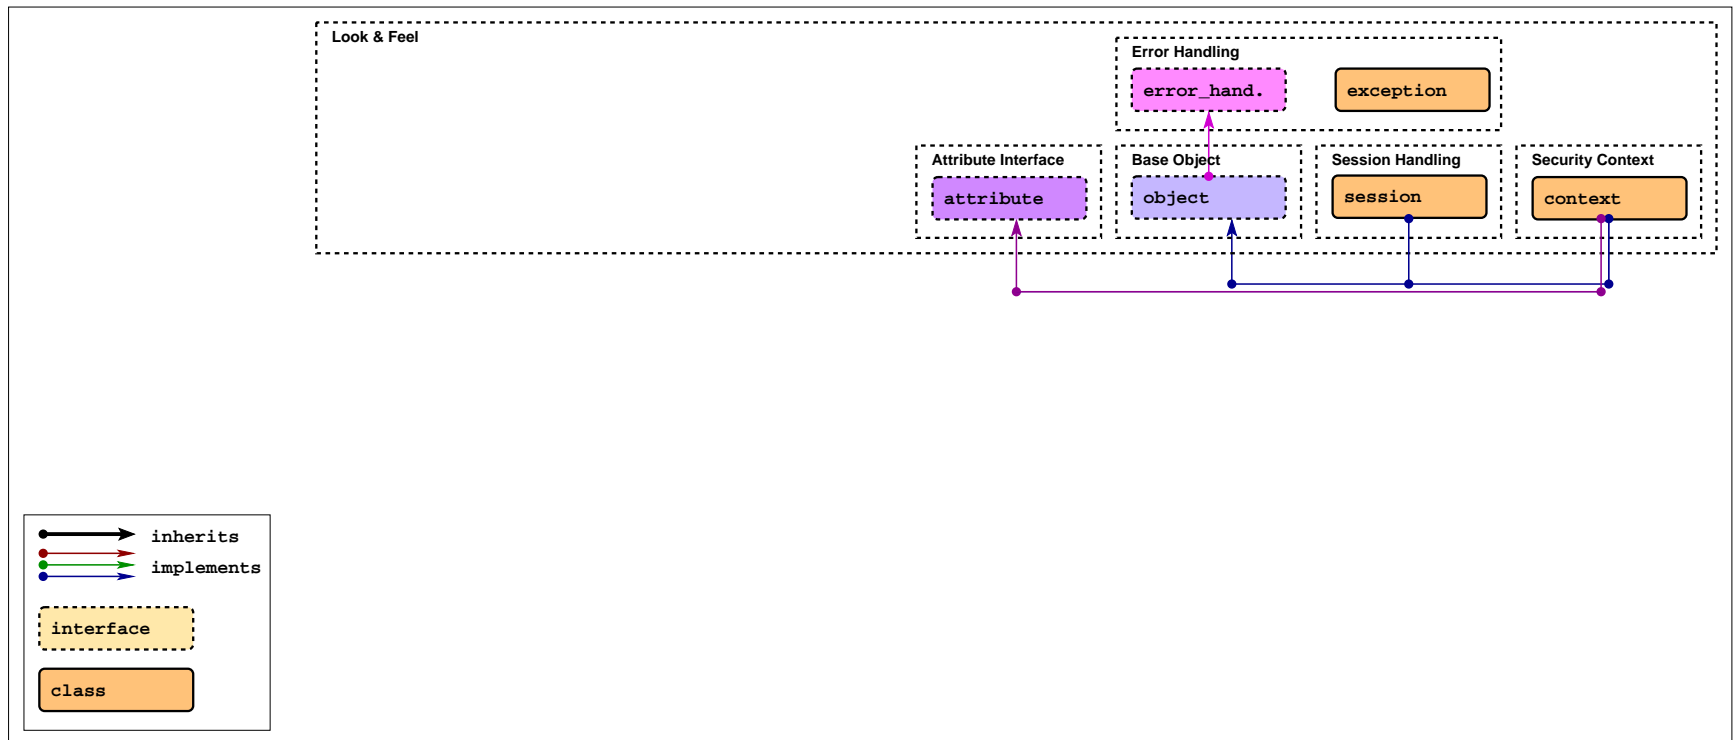 Look & Feel
Error Handling
error_hand.
exception
Attribute Interface
Base Object
Session Handling
Security Context
attribute
object
session
context
inherits
implements
interface
class